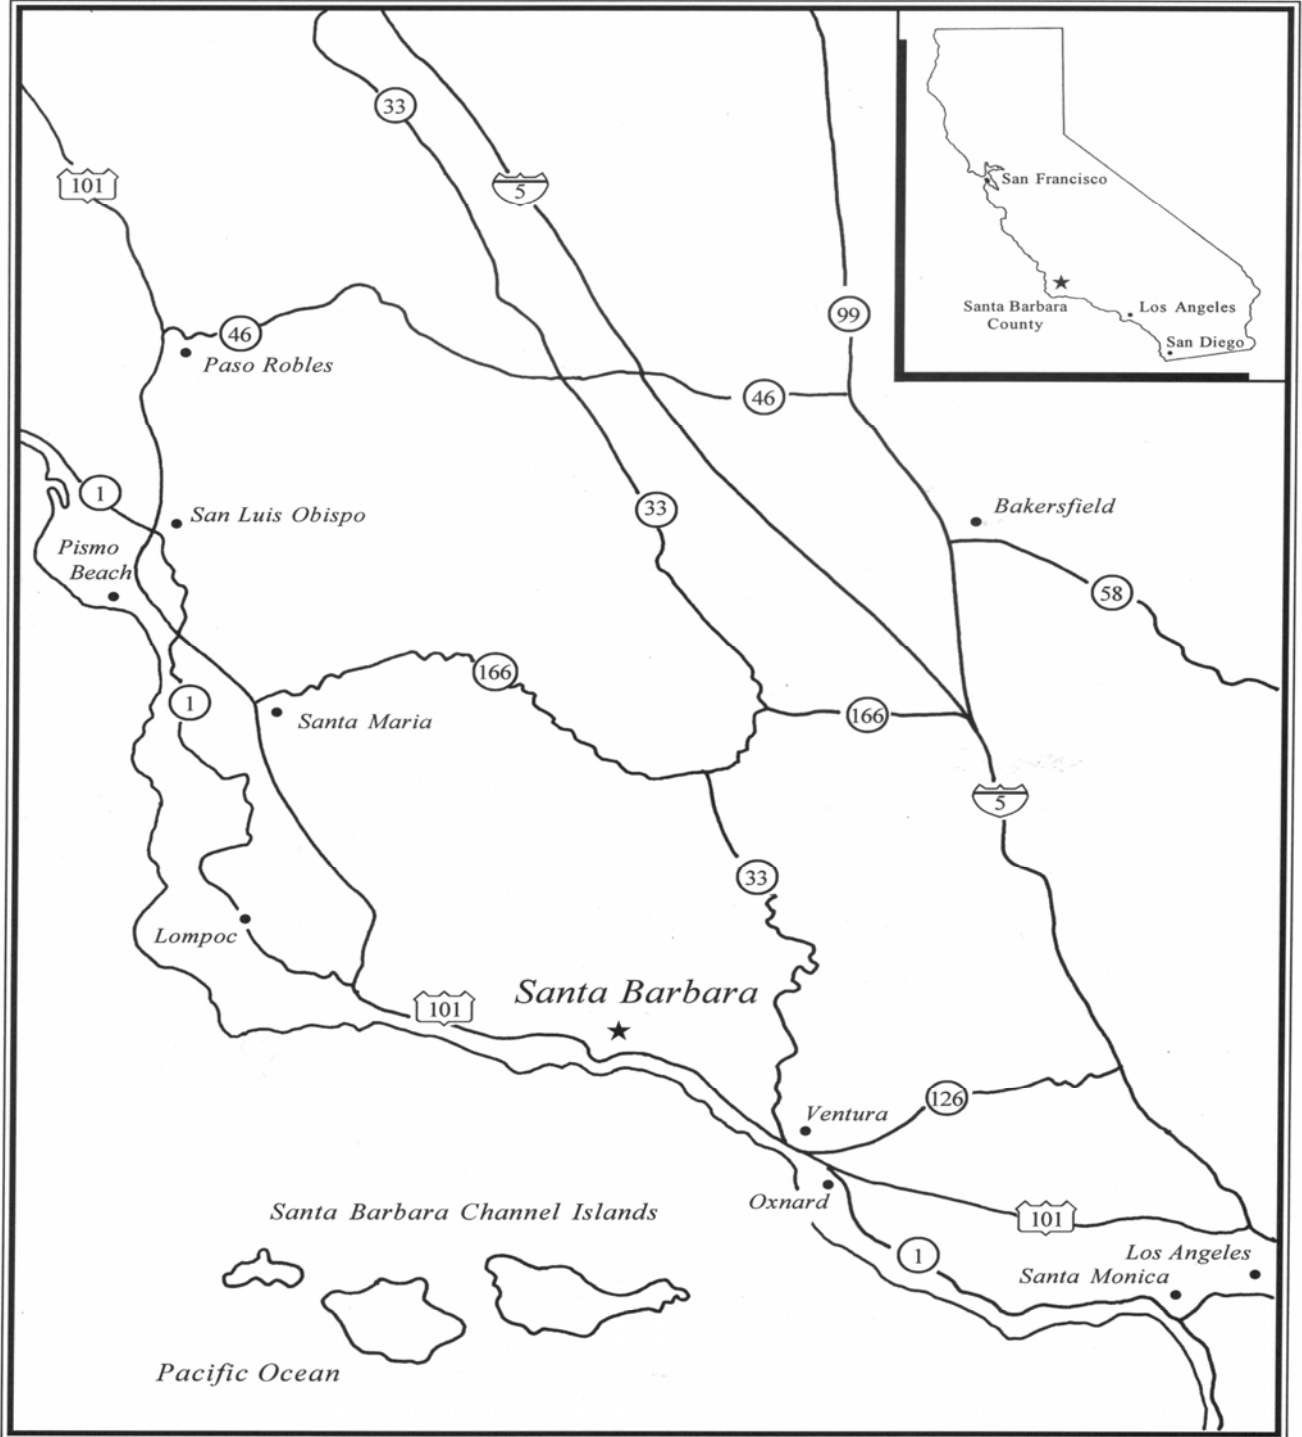 33
5
101
San Francisco
Santa Barbara
County
Los Angeles
San Diego
99
46
Paso Robles
46
1
San Luis Obispo
33
Bakersfield
Pismo
Beach
58
166
1
Santa Maria
166
5
33
Lompoc
Santa Barbara
101
126
Ventura
Oxnard
Santa Barbara Channel Islands
101
1
Los Angeles
Santa Monica
Pacific Ocean